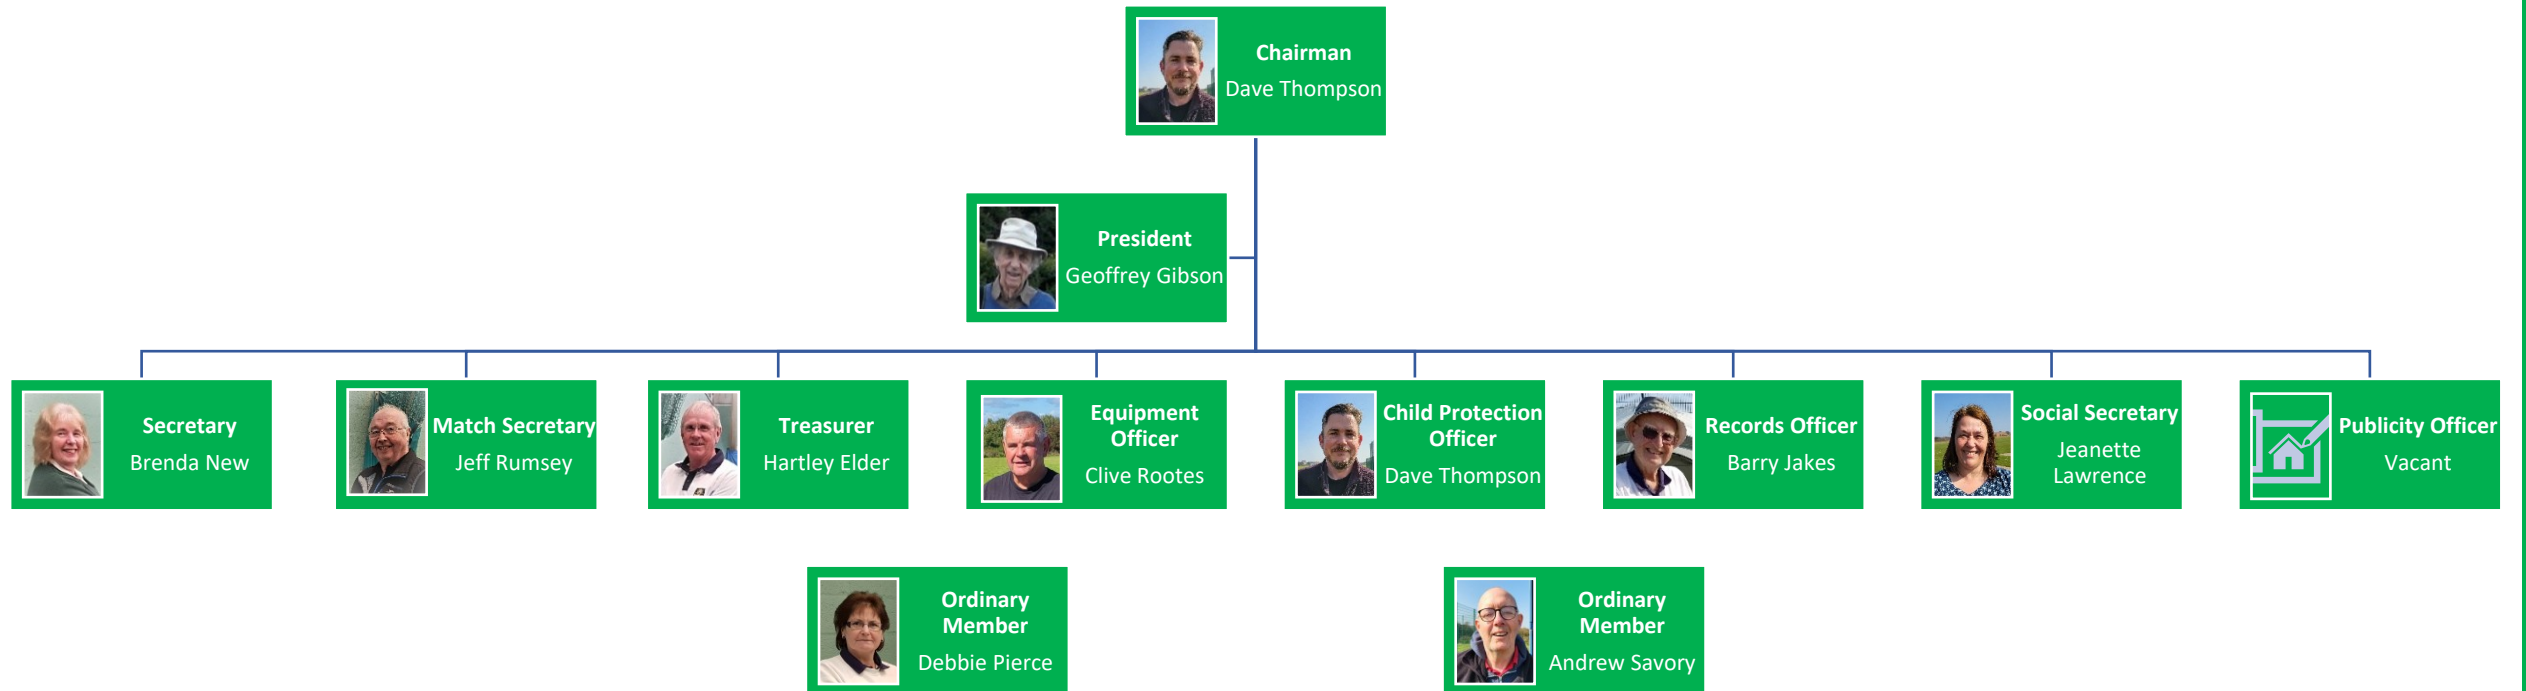 Chairman
Dave Thompson
President
Geoffrey Gibson
Secretary
Brenda New
Match Secretary
Jeff Rumsey
Treasurer
Hartley Elder
Equipment
Officer
Clive Rootes
Child Protection
Officer
Dave Thompson
Records Officer
Barry Jakes
Social Secretary
Jeanette
Lawrence
Publicity Officer
Vacant
Ordinary
Member
Debbie Pierce
Ordinary
Member
Andrew Savory